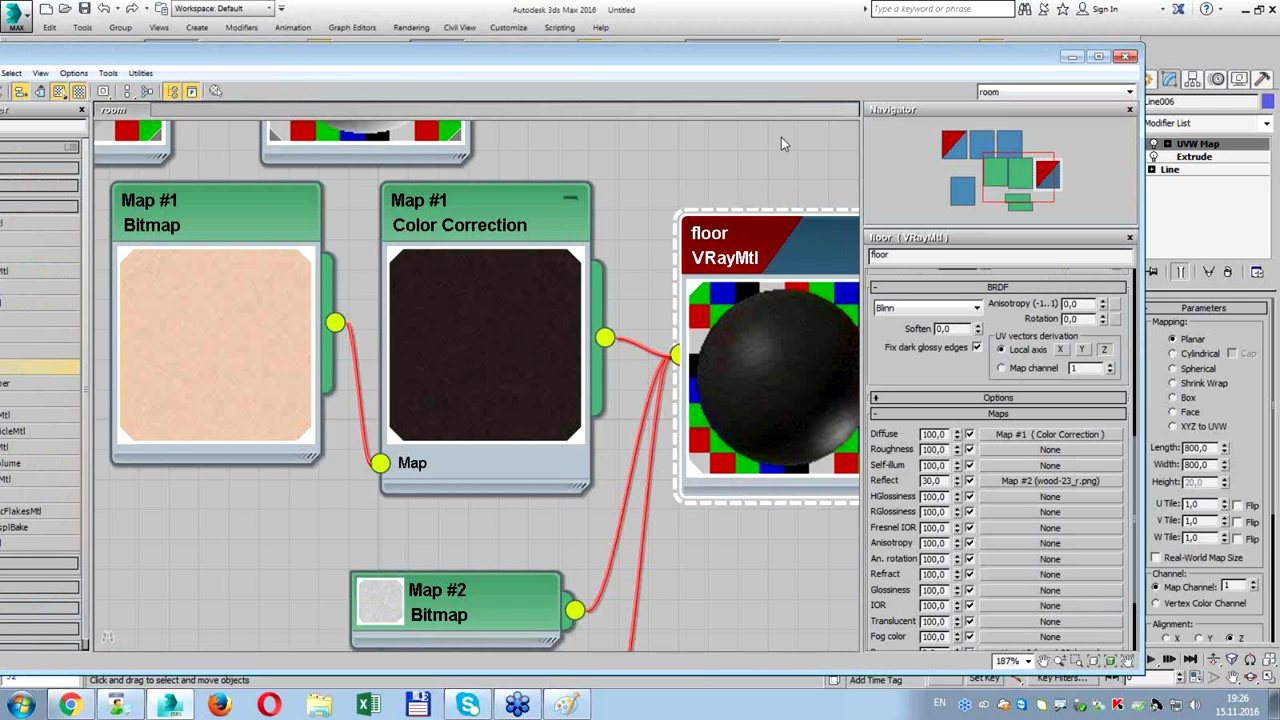 MAX
Workspace: Default
Autodesk 3ds Max 2016 Untitled
Type a keyword or phrase
Sign In
Edit Tools Group Views Create Modifiers Animation Graph Editors Rendering Civil View Customize Scripting Help
Select View Options Tools Utilities
room
room
Navigator
Line006
Modifier List
UVW Map
Extrude
Line
Map #1
Bitmap
Map #1
Color Correction
Map
floor
VRayMtl
Map #2
Bitmap
floor ( VRayMtl )
floor
BRDF
Blinn
Anisotropy (-1..1) 0,0
Rotation 0,0
Soften 0,0
UV vectors derivation
Fix dark glossy edges
Local axis X Y Z
Map channel 1
Options
Maps
Diffuse 100,0 Map #1 ( Color Correction )
Roughness 100,0 None
Self-illum 100,0 None
Reflect 30,0 Map #2 (wood-23_r.png)
HGlossiness 100,0 None
RGlossiness 100,0 None
Fresnel IOR 100,0 None
Anisotropy 100,0 None
An. rotation 100,0 None
Refract 100,0 None
Glossiness 100,0 None
IOR 100,0 None
Translucent 100,0 None
Fog color 100,0 None
187%
Parameters
Mapping:
Planar
Cylindrical Cap
Spherical
Shrink Wrap
Box
Face
XYZ to UVW
Length: 800,0
Width: 800,0
Height: 20,0
U Tile: 1,0 Flip
V Tile: 1,0 Flip
W Tile: 1,0 Flip
Real-World Map Size
Channel:
Map Channel: 1
Vertex Color Channel
Alignment:
X Y Z
Click and drag to select and move objects
Add Time Tag
Set Key
Key Filters...
EN
19:26
15.11.2016